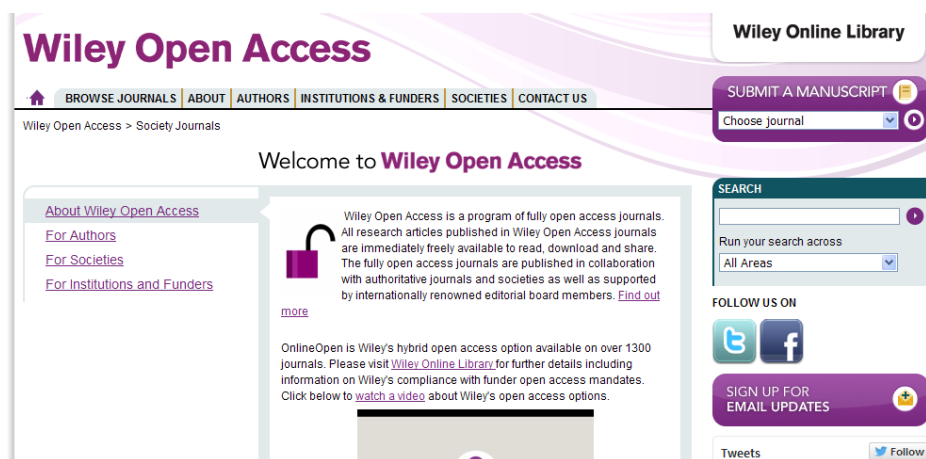 Wiley Open Access
Wiley Online Library
SUBMIT A MANUSCRIPT
Choose journal
BROWSE JOURNALS ABOUT AUTHORS INSTITUTIONS & FUNDERS SOCIETIES CONTACT US
Wiley Open Access > Society Journals
Welcome to Wiley Open Access
About Wiley Open Access
For Authors
For Societies
For Institutions and Funders
Wiley Open Access is a program of fully open access journals.
All research articles published in Wiley Open Access journals
are immediately freely available to read, download and share.
The fully open access journals are published in collaboration
with authoritative journals and societies as well as supported
by internationally renowned editorial board members. Find out
more
OnlineOpen is Wiley's hybrid open access option available on over 1300
journals. Please visit Wiley Online Library for further details including
information on Wiley's compliance with funder open access mandates.
Click below to watch a video about Wiley's open access options.
SEARCH
Run your search across
All Areas
FOLLOW US ON
SIGN UP FOR
EMAIL UPDATES
Tweets
Follow